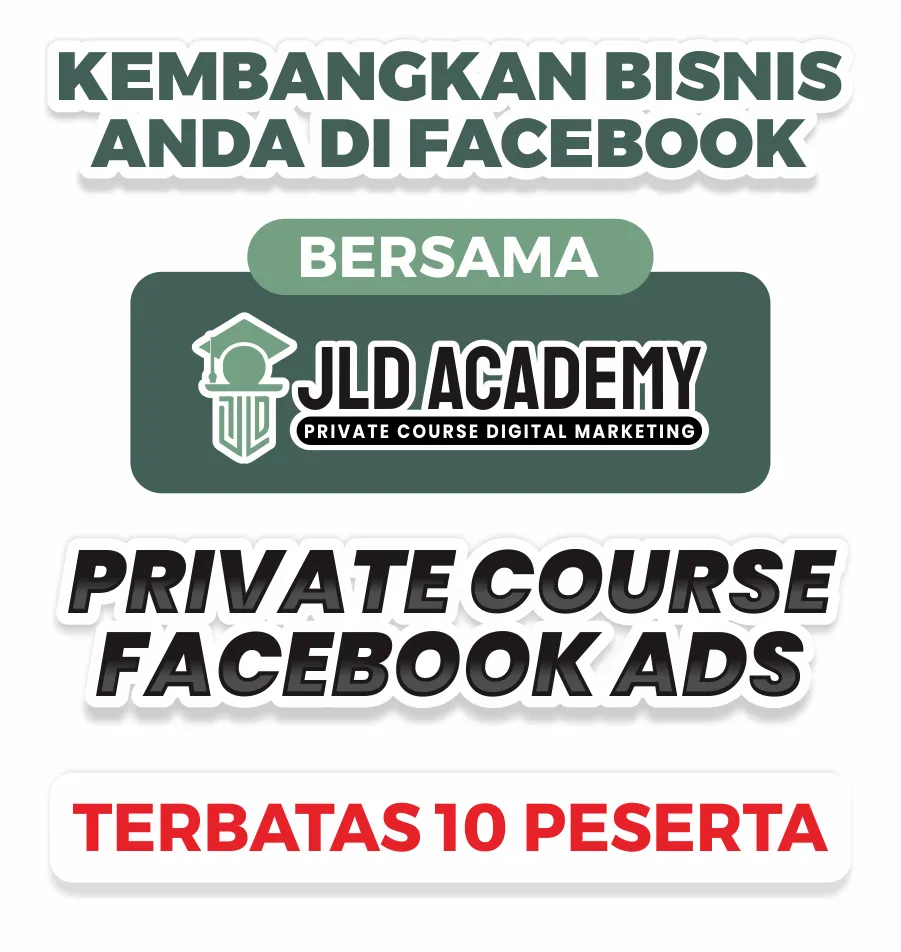 KEMBANGKAN BISNIS
ANDA DI FACEBOOK
BERSAMA
JLD
JLD ACADEMY
PRIVATE COURSE DIGITAL MARKETING
PRIVATE COURSE
FACEBOOK ADS
TERBATAS 10 PESERTA